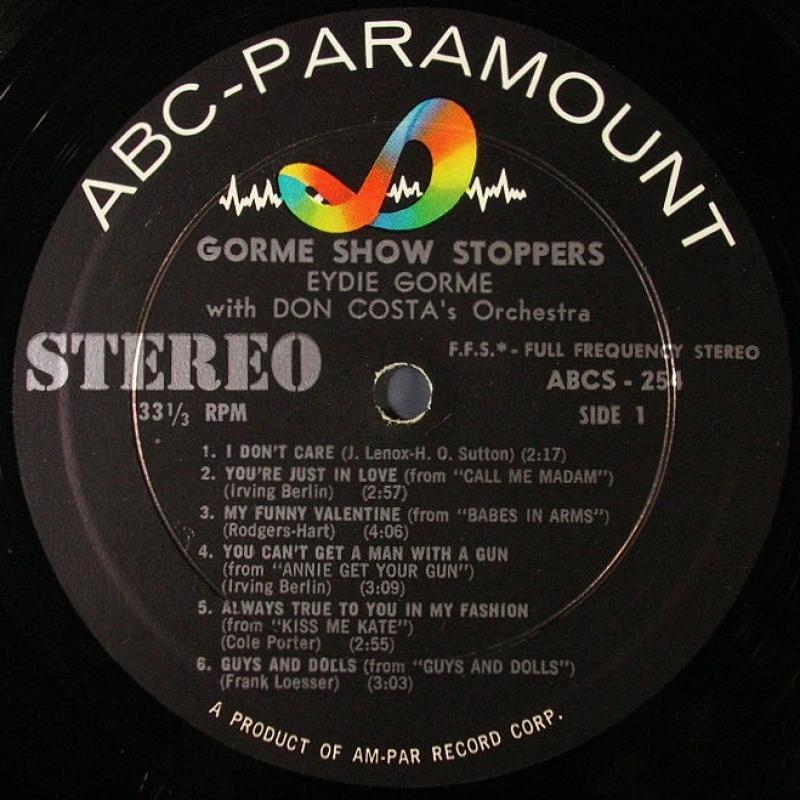 ABC-PARAMOUNT
GORME SHOW STOPPERS
EYDIE GORME
with DON COSTA's Orchestra
STEREO
F.F.S.* - FULL FREQUENCY STEREO
ABCS - 254
33 1/3 RPM
SIDE 1
1. I DON'T CARE (J. Lenox-H. O. Sutton) (2:17)
2. YOU'RE JUST IN LOVE (from "CALL ME MADAM")
(Irving Berlin) (2:57)
3. MY FUNNY VALENTINE (from "BABES IN ARMS")
(Rodgers-Hart) (4:06)
4. YOU CAN'T GET A MAN WITH A GUN
(from "ANNIE GET YOUR GUN")
(Irving Berlin) (3:09)
5. ALWAYS TRUE TO YOU IN MY FASHION
(from "KISS ME KATE")
(Cole Porter) (2:55)
6. GUYS AND DOLLS (from "GUYS AND DOLLS")
(Frank Loesser) (3:03)
A PRODUCT OF AM-PAR RECORD CORP.